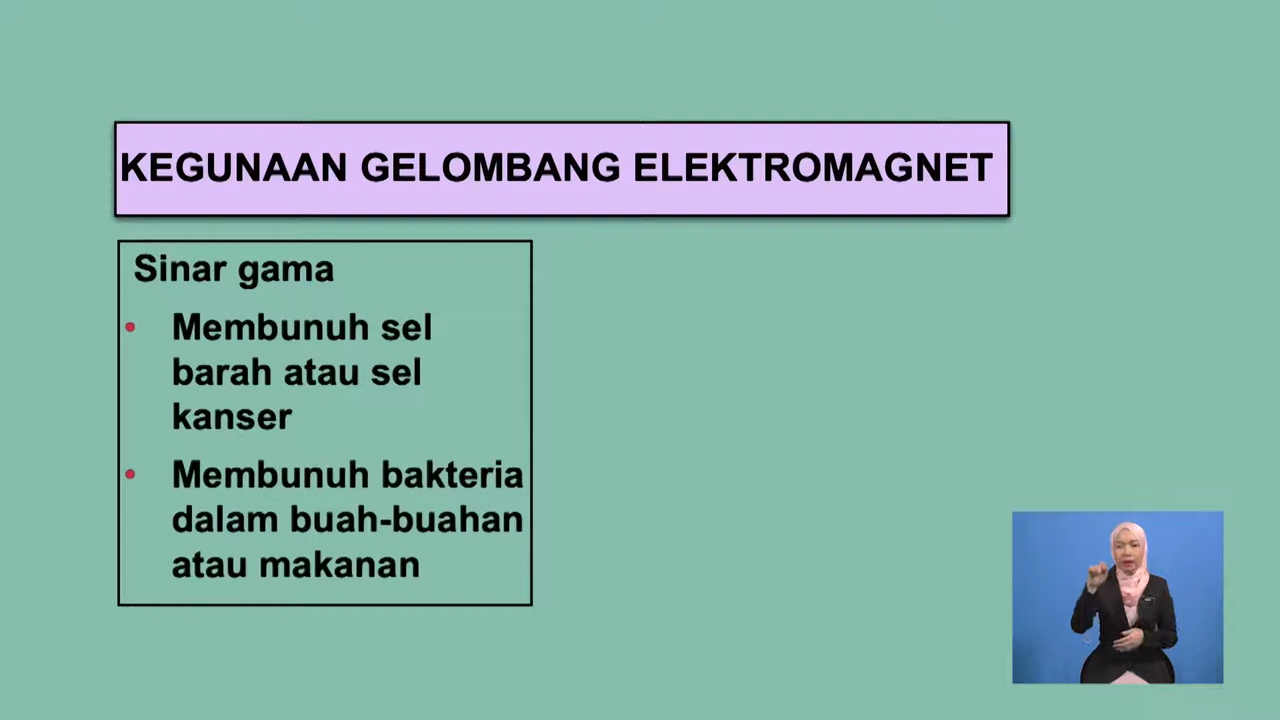 KEGUNAAN GELOMBANG ELEKTROMAGNET
Sinar gama
• Membunuh sel
barah atau sel
kanser
• Membunuh bakteria
dalam buah-buahan
atau makanan